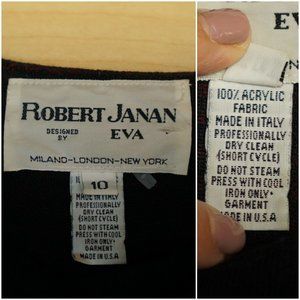 ROBERT JANAN
DESIGNED BY EVA
MILANO-LONDON-NEW YORK
10
MADE IN ITALY
PROFESSIONALLY
DRY CLEAN
(SHORT CYCLE)
DO NOT STEAM
PRESS WITH COOL
IRON ONLY•
GARMENT
MADE IN U.S.A
EV
100% ACRYLIC
FABRIC
MADE IN ITALY
PROFESSIONALLY
DRY CLEAN
(SHORT CYCLE)
DO NOT STEAM
PRESS WITH COOL
IRON ONLY•
GARMENT
MADE IN U.S.A